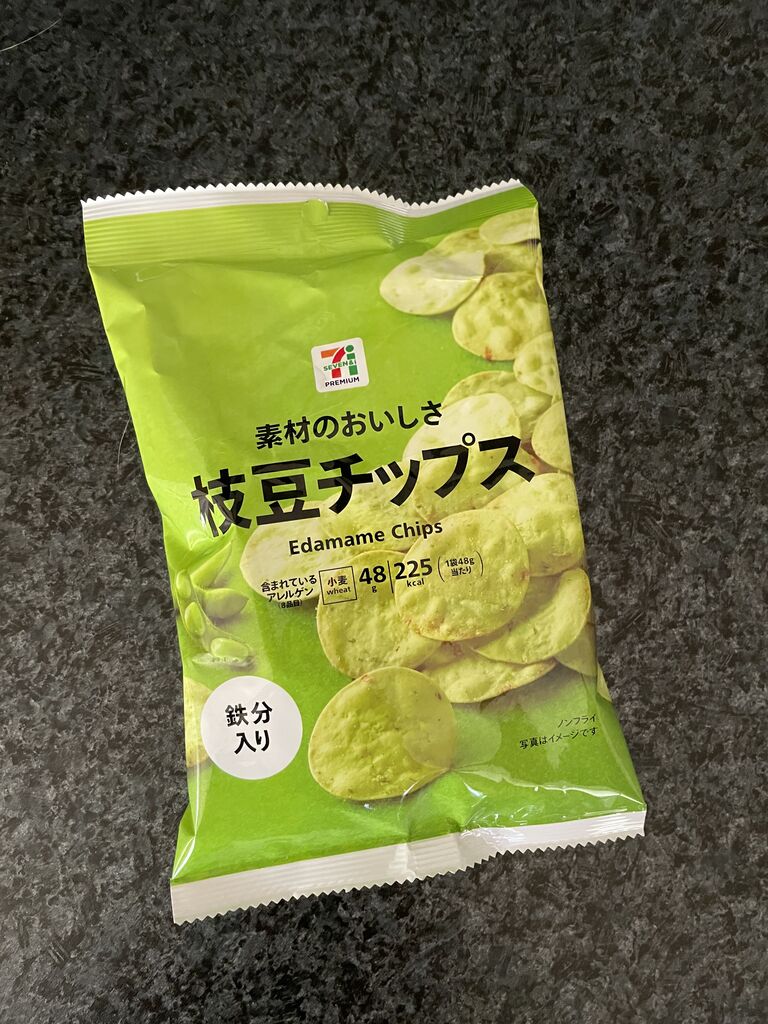 7i
SEVEN&i
PREMIUM
素材のおいしさ
枝豆チップス
Edamame Chips
含まれている
アレルゲン
(8品目)
小麦
wheat
48
g
225
kcal
(1袋48g
当たり)
鉄分
入り
ノンフライ
写真はイメージです